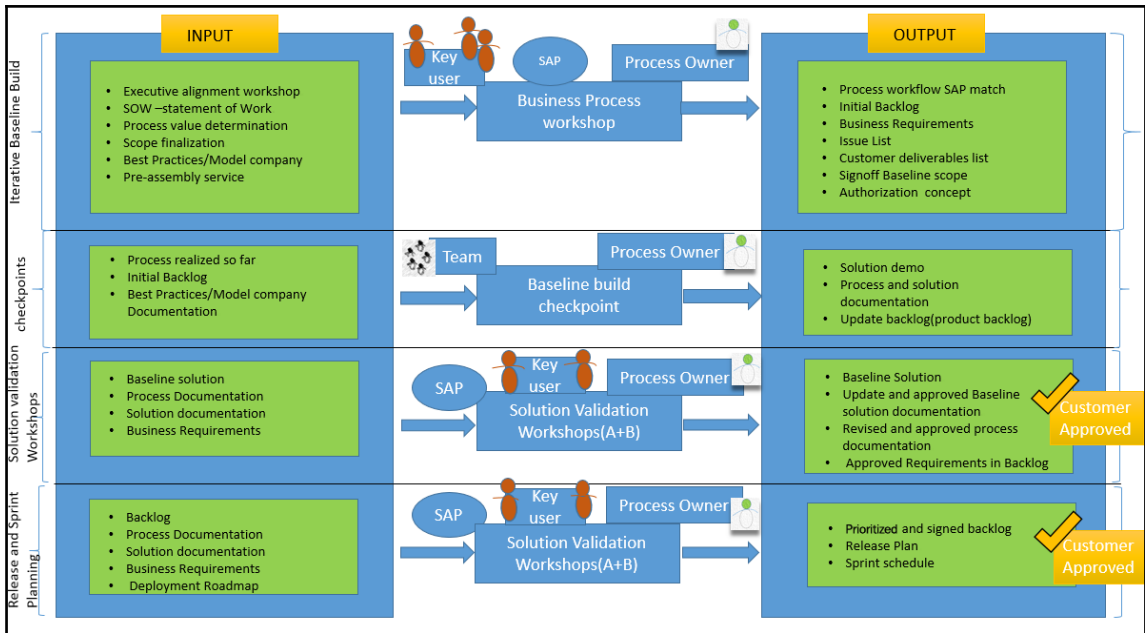 INPUT
OUTPUT
Iterative Baseline Build
Executive alignment workshop
SOW –statement of Work
Process value determination
Scope finalization
Best Practices/Model company
Pre-assembly service
Key
user
SAP
Process Owner
Business Process
workshop
Process workflow SAP match
Initial Backlog
Business Requirements
Issue List
Customer deliverables list
Signoff Baseline scope
Authorization concept
checkpoints
Process realized so far
Initial Backlog
Best Practices/Model company
Documentation
Team
Process Owner
Baseline build
checkpoint
Solution demo
Process and solution
documentation
Update backlog(product backlog)
Solution validation
Workshops
Baseline solution
Process Documentation
Solution documentation
Business Requirements
SAP
Key
user
Process Owner
Solution Validation
Workshops(A+B)
Baseline Solution
Update and approved Baseline
solution documentation
Revised and approved process
documentation
Approved Requirements in Backlog
Customer
Approved
Release and Sprint
Planning
Backlog
Process Documentation
Solution documentation
Business Requirements
Deployment Roadmap
SAP
Key
user
Process Owner
Solution Validation
Workshops(A+B)
Prioritized and signed backlog
Release Plan
Sprint schedule
Customer
Approved